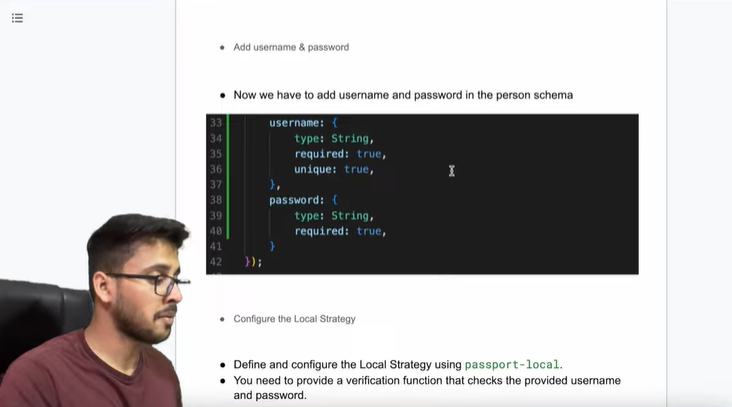 ● Add username & password
● Now we have to add username and password in the person schema
33 username: {
34 type: String,
35 required: true,
36 unique: true,
37 },
38 password: {
39 type: String,
40 required: true,
41 }
42 });
● Configure the Local Strategy
● Define and configure the Local Strategy using passport-local.
● You need to provide a verification function that checks the provided username
and password.